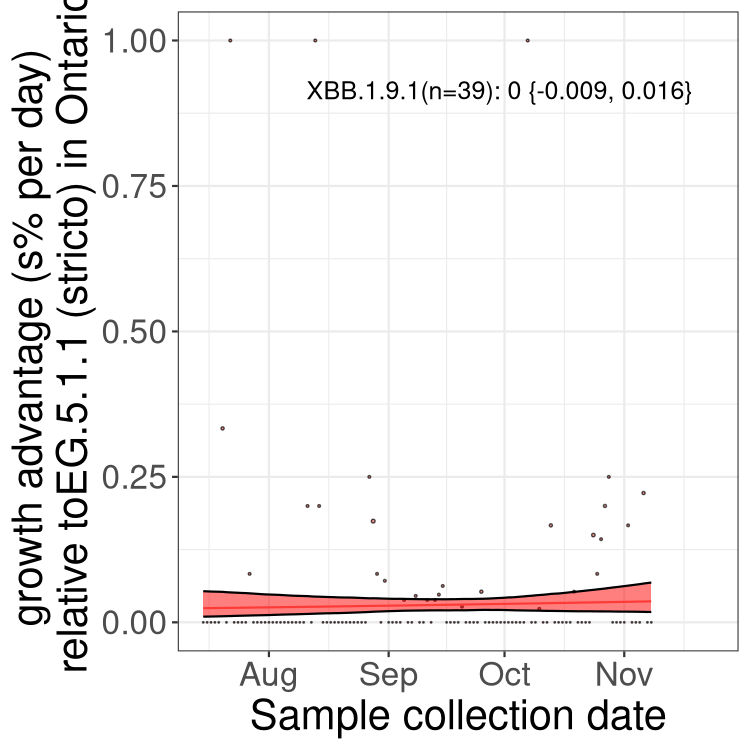 growth advantage (s% per day)
relative toEG.5.1.1 (stricto) in Ontario
1.00
0.75
0.50
0.25
0.00
XBB.1.9.1(n=39): 0 {-0.009, 0.016}
Aug Sep Oct Nov
Sample collection date